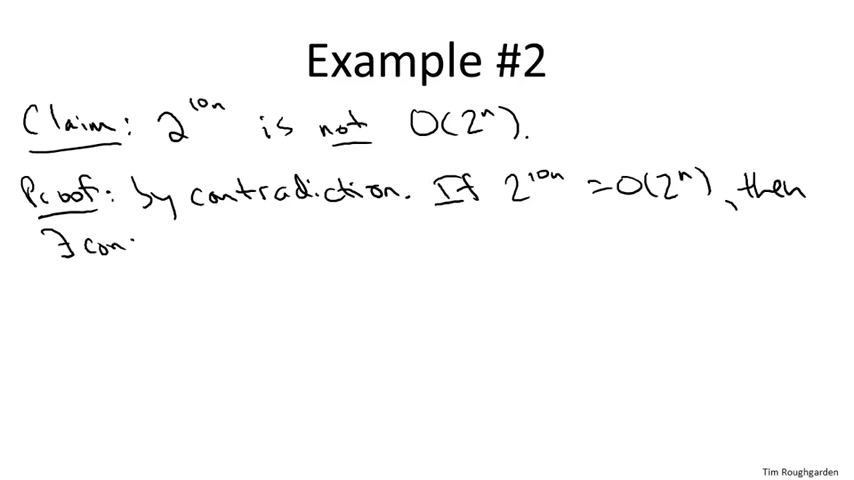 Example #2
Claim: 2^10n is not O(2^n).
Proof: by contradiction. If 2^10n = O(2^n), then
∃ con
Tim Roughgarden